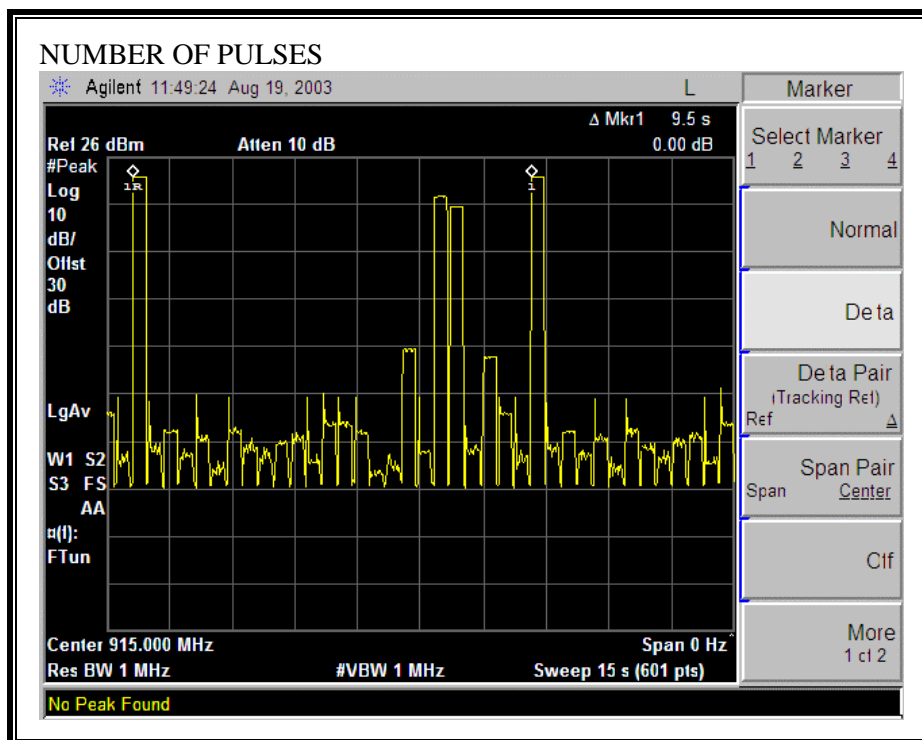 NUMBER OF PULSES
Agilent 11:49:24 Aug 19, 2003 L
Marker
Δ Mkr1 9.5 s
Ref 26 dBm Atten 10 dB 0.00 dB
#Peak
Log
10
dB/
Offst
30
dB
1R
1
LgAv
W1 S2
S3 FS
AA
¤(f):
FTun
Center 915.000 MHz Span 0 Hz^
Res BW 1 MHz #VBW 1 MHz Sweep 15 s (601 pts)
No Peak Found
Select Marker
1 2 3 4
Normal
Delta
Delta Pair
(Tracking Ref)
Ref Δ
Span Pair
Span Center
Off
More
1 of 2